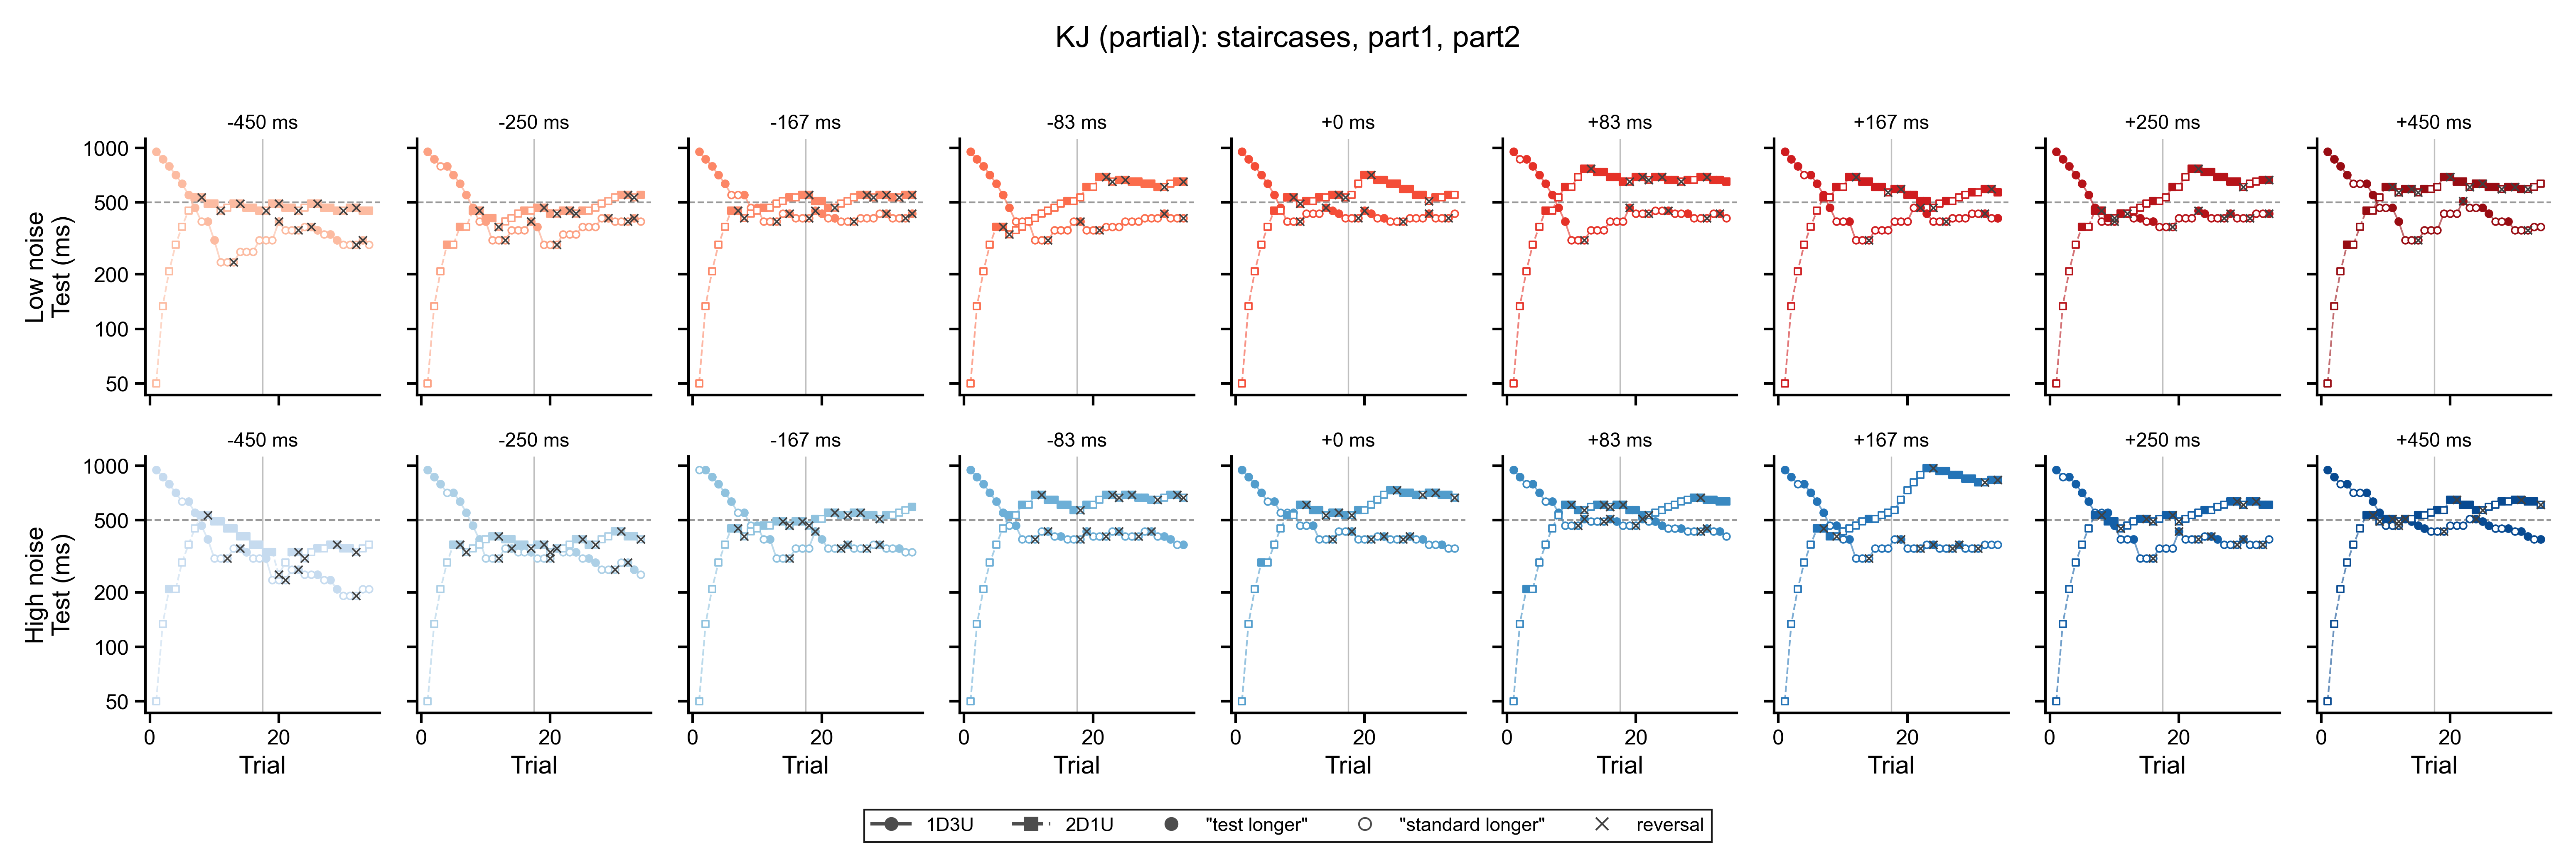 KJ (partial): staircases, part1, part2
-450 ms -250 ms -167 ms -83 ms +0 ms +83 ms +167 ms +250 ms +450 ms
Low noise
Test (ms)
1000
500
200
100
50
-450 ms -250 ms -167 ms -83 ms +0 ms +83 ms +167 ms +250 ms +450 ms
High noise
Test (ms)
1000
500
200
100
50
0 20 0 20 0 20 0 20 0 20 0 20 0 20 0 20 0 20
Trial Trial Trial Trial Trial Trial Trial Trial Trial
1D3U 2D1U "test longer" "standard longer" reversal